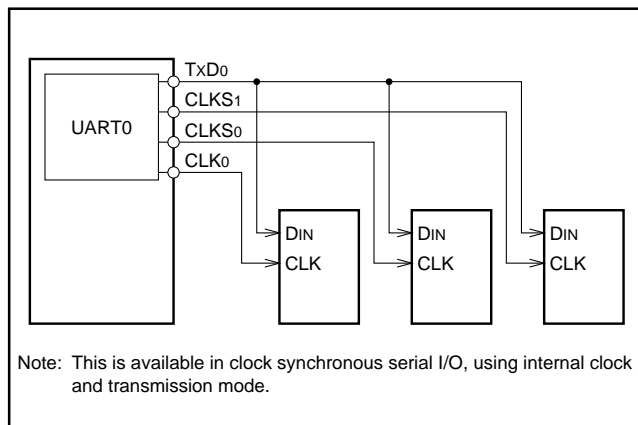 TxD0
CLKS1
UART0
CLKS0
CLK0
DIN
DIN
DIN
CLK
CLK
CLK
Note: This is available in clock synchronous serial I/O, using internal clock
and transmission mode.